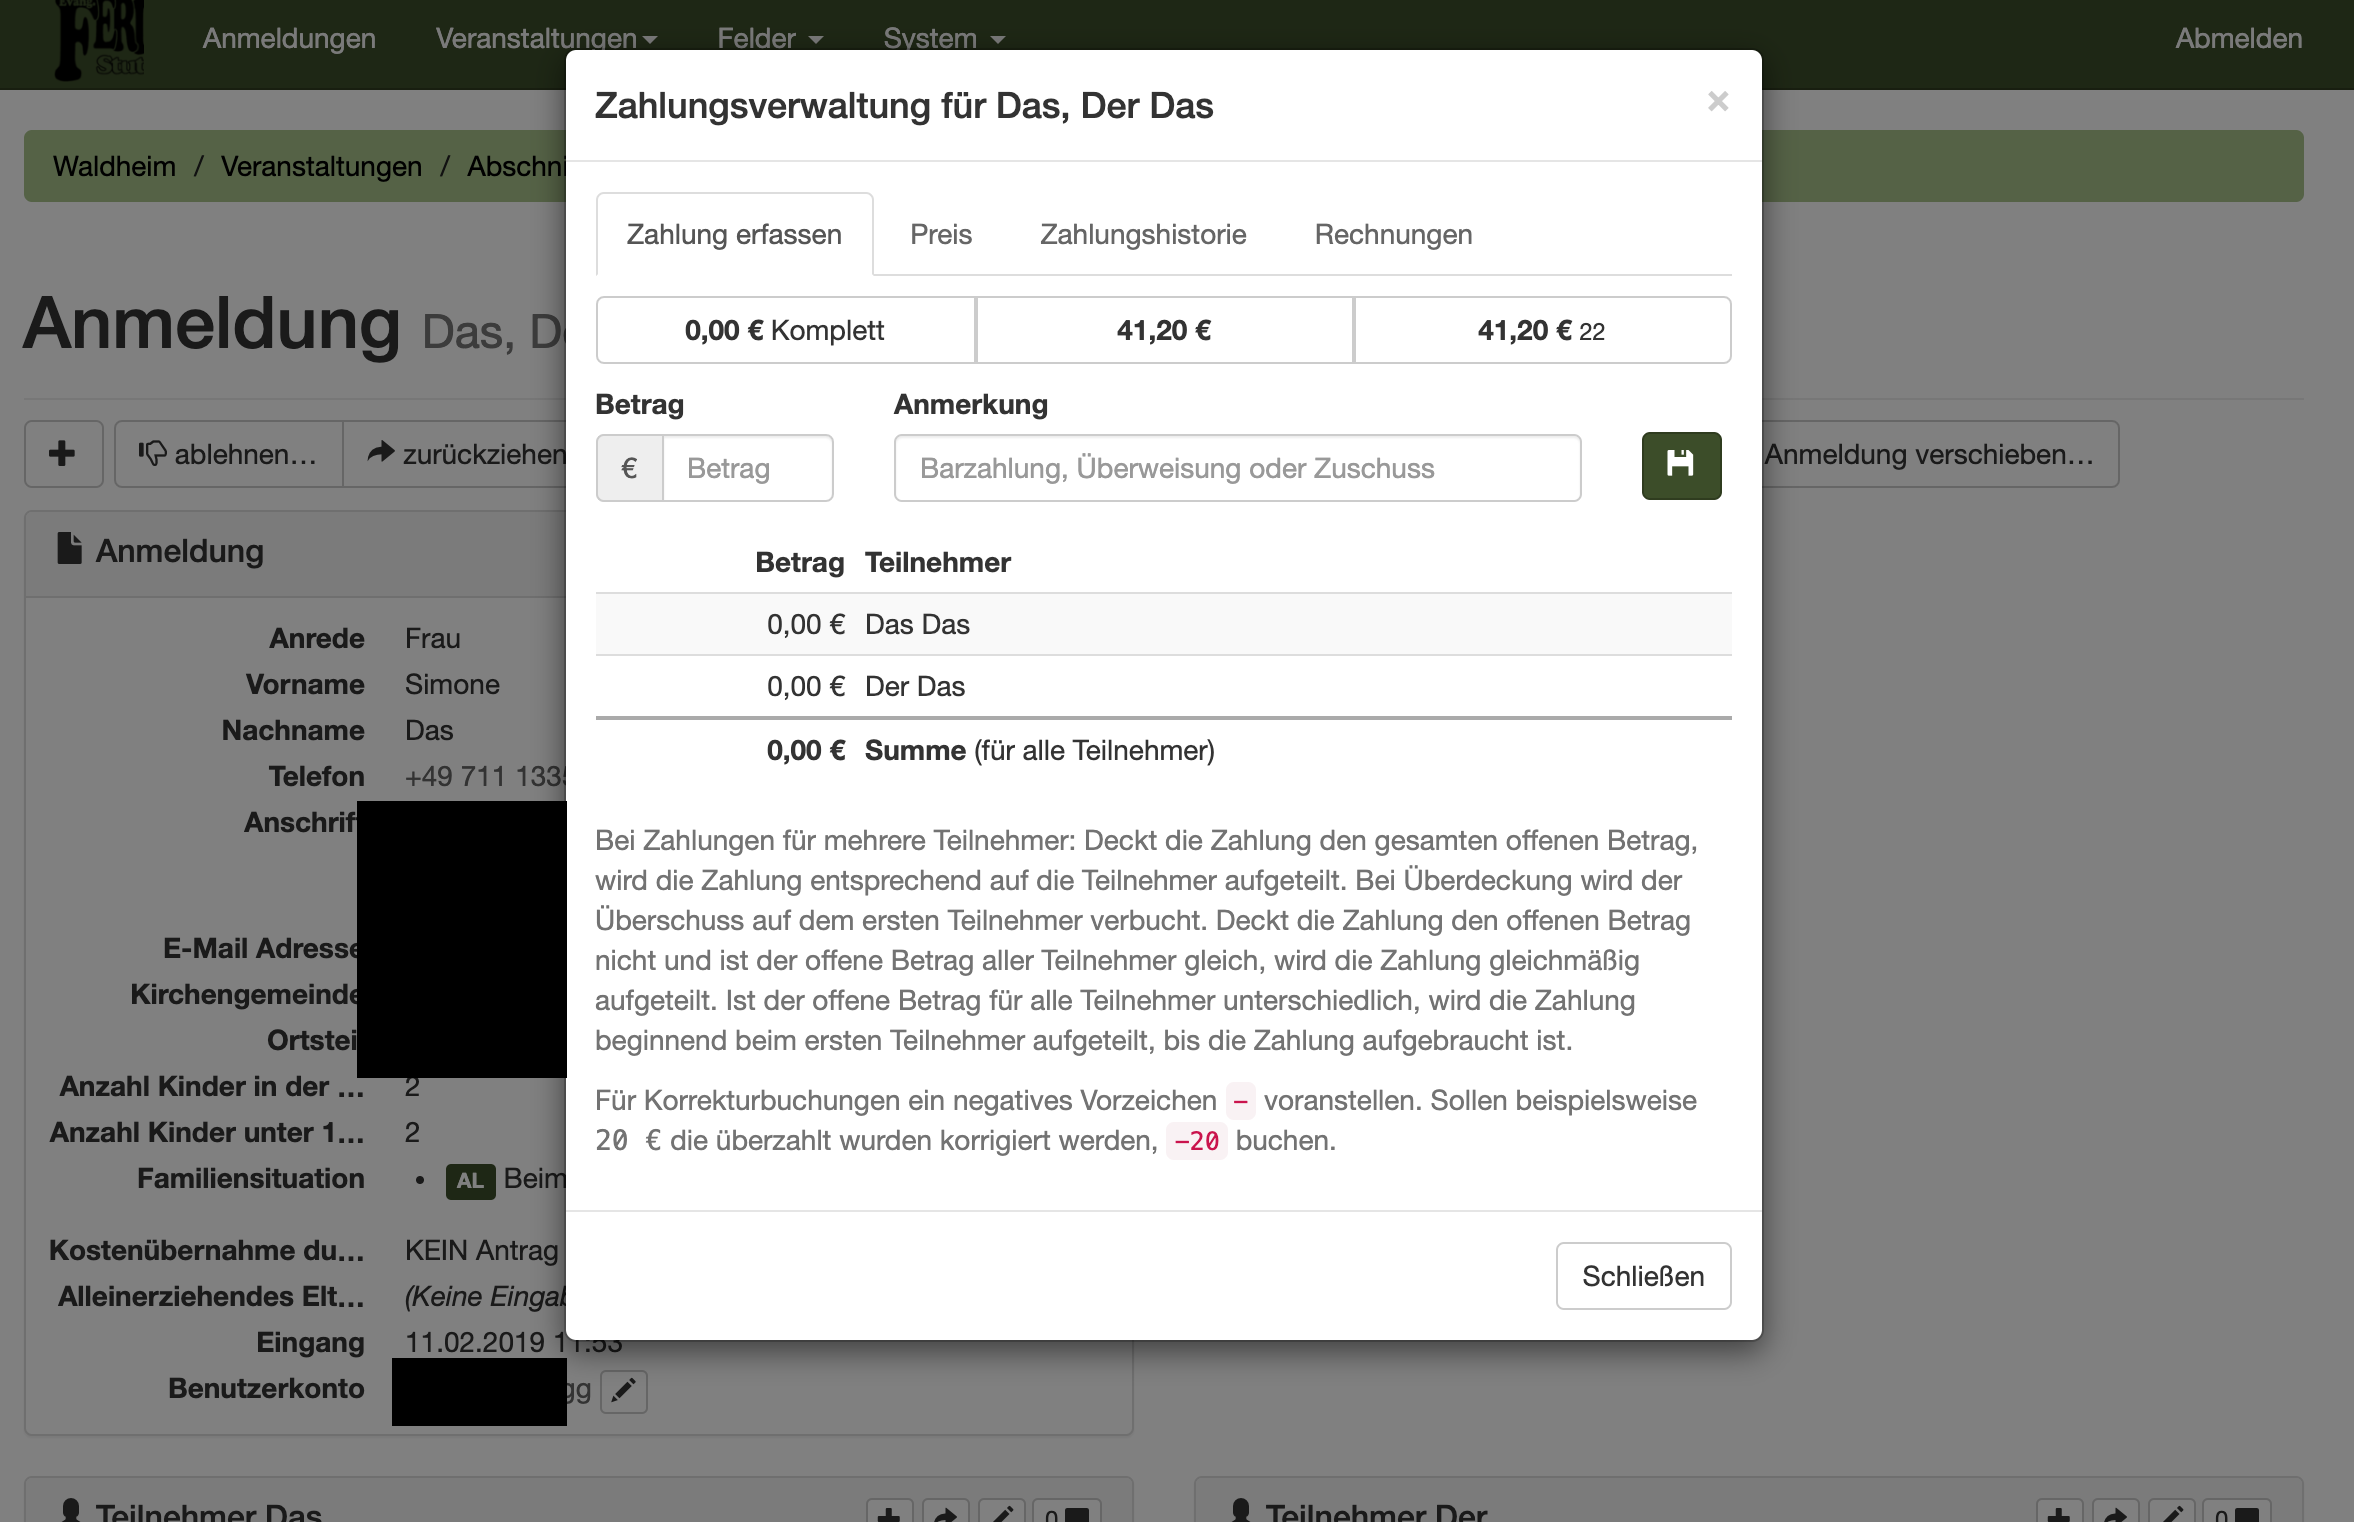 Evang.
FERI
Stut
Anmeldungen Veranstaltungen Felder System Abmelden
Waldheim / Veranstaltungen / Abschni
Anmeldung Das, D
ablehnen… zurückziehen Anmeldung verschieben…
Anmeldung
Anrede Frau
Vorname Simone
Nachname Das
Telefon +49 711 133
Anschrif
E-Mail Adresse
Kirchengemeinde
Ortstei
Anzahl Kinder in der … 2
Anzahl Kinder unter 1… 2
Familiensituation • AL Beim
Kostenübernahme du… KEIN Antrag
Alleinerziehendes Elt… (Keine Eingab
Eingang 11.02.2019 11:53
Benutzerkonto gg
Teilnehmer Das 0
Teilnehmer Der 0
Zahlungsverwaltung für Das, Der Das ×
Zahlung erfassen Preis Zahlungshistorie Rechnungen
0,00 € Komplett 41,20 € 41,20 € 22
Betrag Anmerkung
€ Betrag Barzahlung, Überweisung oder Zuschuss
Betrag Teilnehmer
0,00 € Das Das
0,00 € Der Das
0,00 € Summe (für alle Teilnehmer)
Bei Zahlungen für mehrere Teilnehmer: Deckt die Zahlung den gesamten offenen Betrag,
wird die Zahlung entsprechend auf die Teilnehmer aufgeteilt. Bei Überdeckung wird der
Überschuss auf dem ersten Teilnehmer verbucht. Deckt die Zahlung den offenen Betrag
nicht und ist der offene Betrag aller Teilnehmer gleich, wird die Zahlung gleichmäßig
aufgeteilt. Ist der offene Betrag für alle Teilnehmer unterschiedlich, wird die Zahlung
beginnend beim ersten Teilnehmer aufgeteilt, bis die Zahlung aufgebraucht ist.
Für Korrekturbuchungen ein negatives Vorzeichen – voranstellen. Sollen beispielsweise
20 € die überzahlt wurden korrigiert werden, –20 buchen.
Schließen